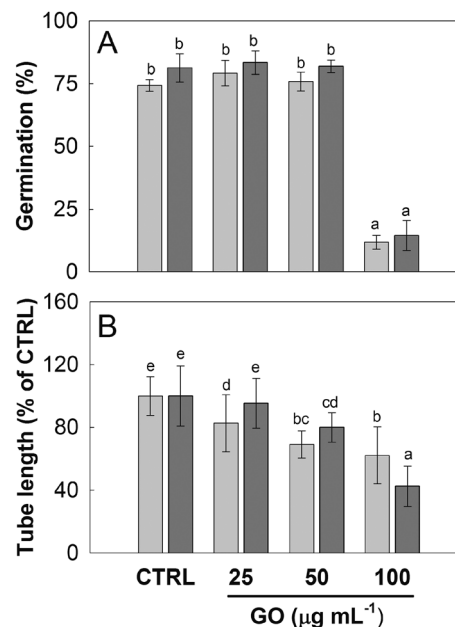 A
Germination (%)
100
75
50
25
0
b b b b b b a a
B
Tube length (% of CTRL)
160
120
80
40
0
e e d e bc cd b a
CTRL 25 50 100
GO (µg mL⁻¹)